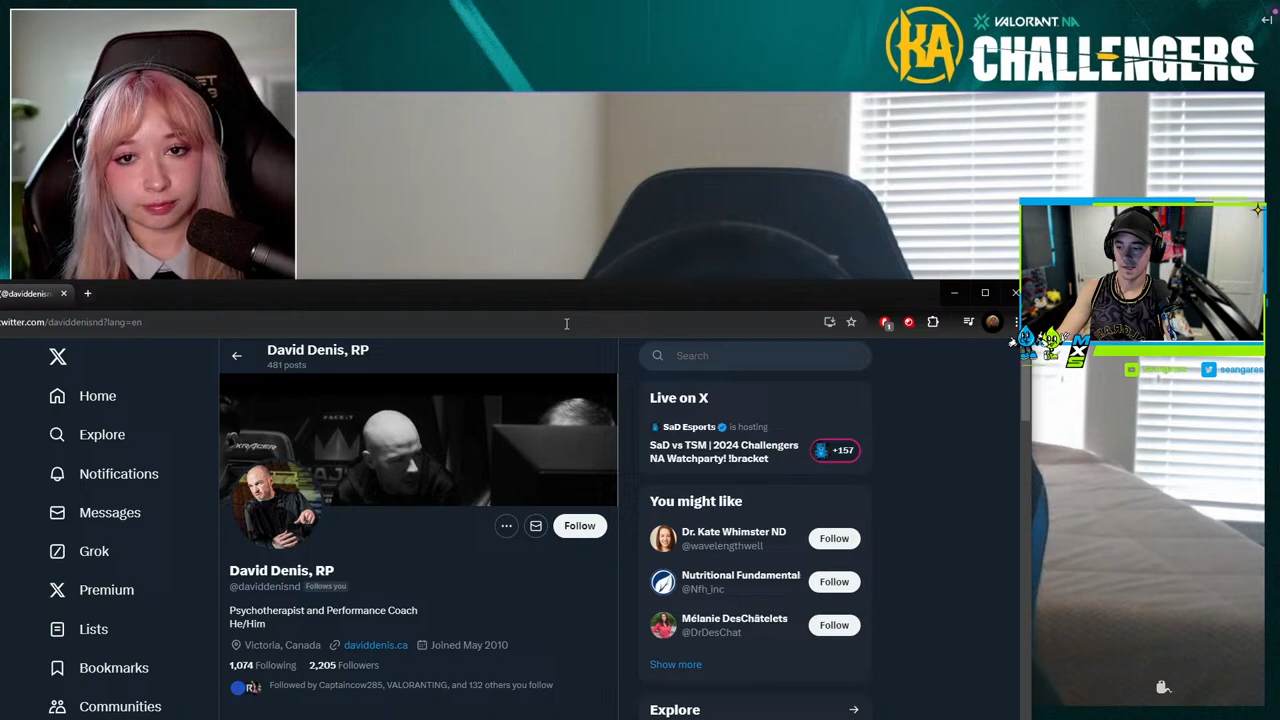 VALORANT NA
KA
CHALLENGERS
twitter.com/daviddenisnd?lang=en
David Denis, RP
481 posts
Search
Home
Explore
Notifications
Messages
Grok
Premium
Lists
Bookmarks
Communities
Follow
David Denis, RP
@daviddenisnd Follows you
Psychotherapist and Performance Coach
He/Him
Victoria, Canada daviddenis.ca Joined May 2010
1,074 Following 2,205 Followers
Followed by Captaincow285, VALORANTING, and 132 others you follow
Live on X
SaD Esports is hosting
SaD vs TSM | 2024 Challengers
NA Watchparty! !bracket
+157
You might like
Dr. Kate Whimster ND
@wavelengthwell
Follow
Nutritional Fundamental
@Nfh_Inc
Follow
Mélanie DesChâtelets
@DrDesChat
Follow
Show more
Explore
MXS
seangares